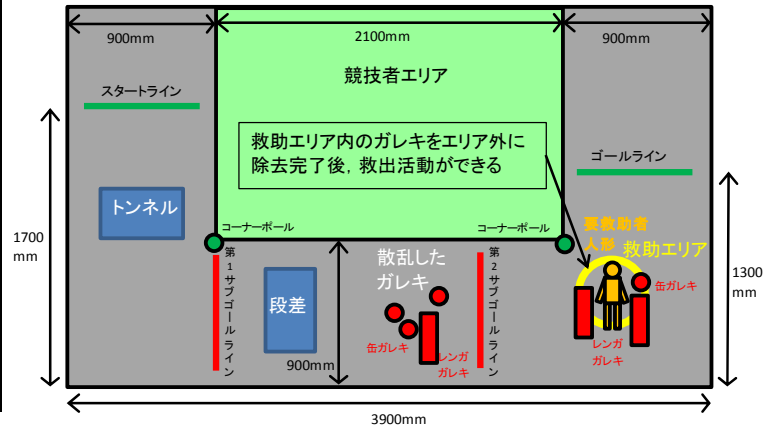 900mm
2100mm
900mm
競技者エリア
スタートライン
救助エリア内のガレキをエリア外に
除去完了後，救出活動ができる
ゴールライン
トンネル
コーナーポール
コーナーポール
要救助者
人形
救助エリア
1700
mm
第1サブゴールライン
段差
散乱した
ガレキ
第2サブゴールライン
缶ガレキ
1300
mm
缶ガレキ
レンガ
ガレキ
レンガ
ガレキ
900mm
3900mm